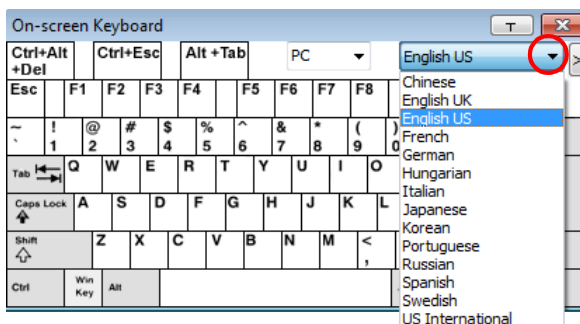 On-screen Keyboard T X
Ctrl+Alt +Del Ctrl+Esc Alt +Tab PC English US >
Esc F1 F2 F3 F4 F5 F6 F7 F8
~ ! @ # $ % ^ & * ( )
` 1 2 3 4 5 6 7 8 9 0
Tab Q W E R T Y U I O
Caps Lock A S D F G H J K L
Shift Z X C V B N M <
,
Ctrl Win Key Alt
Chinese
English UK
English US
French
German
Hungarian
Italian
Japanese
Korean
Portuguese
Russian
Spanish
Swedish
US International